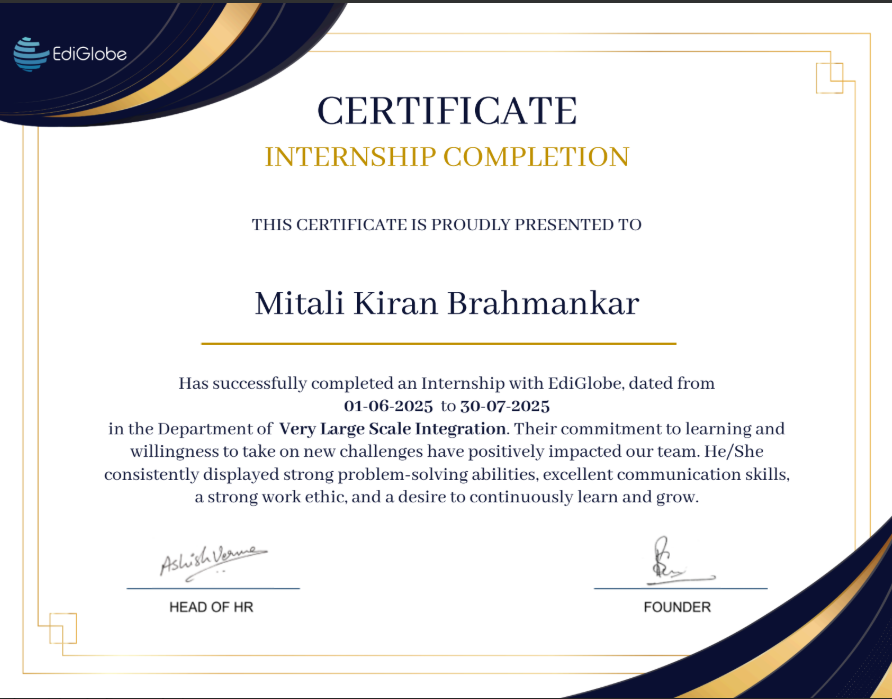 EdiGlobe
CERTIFICATE
INTERNSHIP COMPLETION
THIS CERTIFICATE IS PROUDLY PRESENTED TO
Mitali Kiran Brahmankar
Has successfully completed an Internship with EdiGlobe, dated from
01-06-2025 to 30-07-2025
in the Department of Very Large Scale Integration. Their commitment to learning and
willingness to take on new challenges have positively impacted our team. He/She
consistently displayed strong problem-solving abilities, excellent communication skills,
a strong work ethic, and a desire to continuously learn and grow.
Ashish Verma
HEAD OF HR
FOUNDER